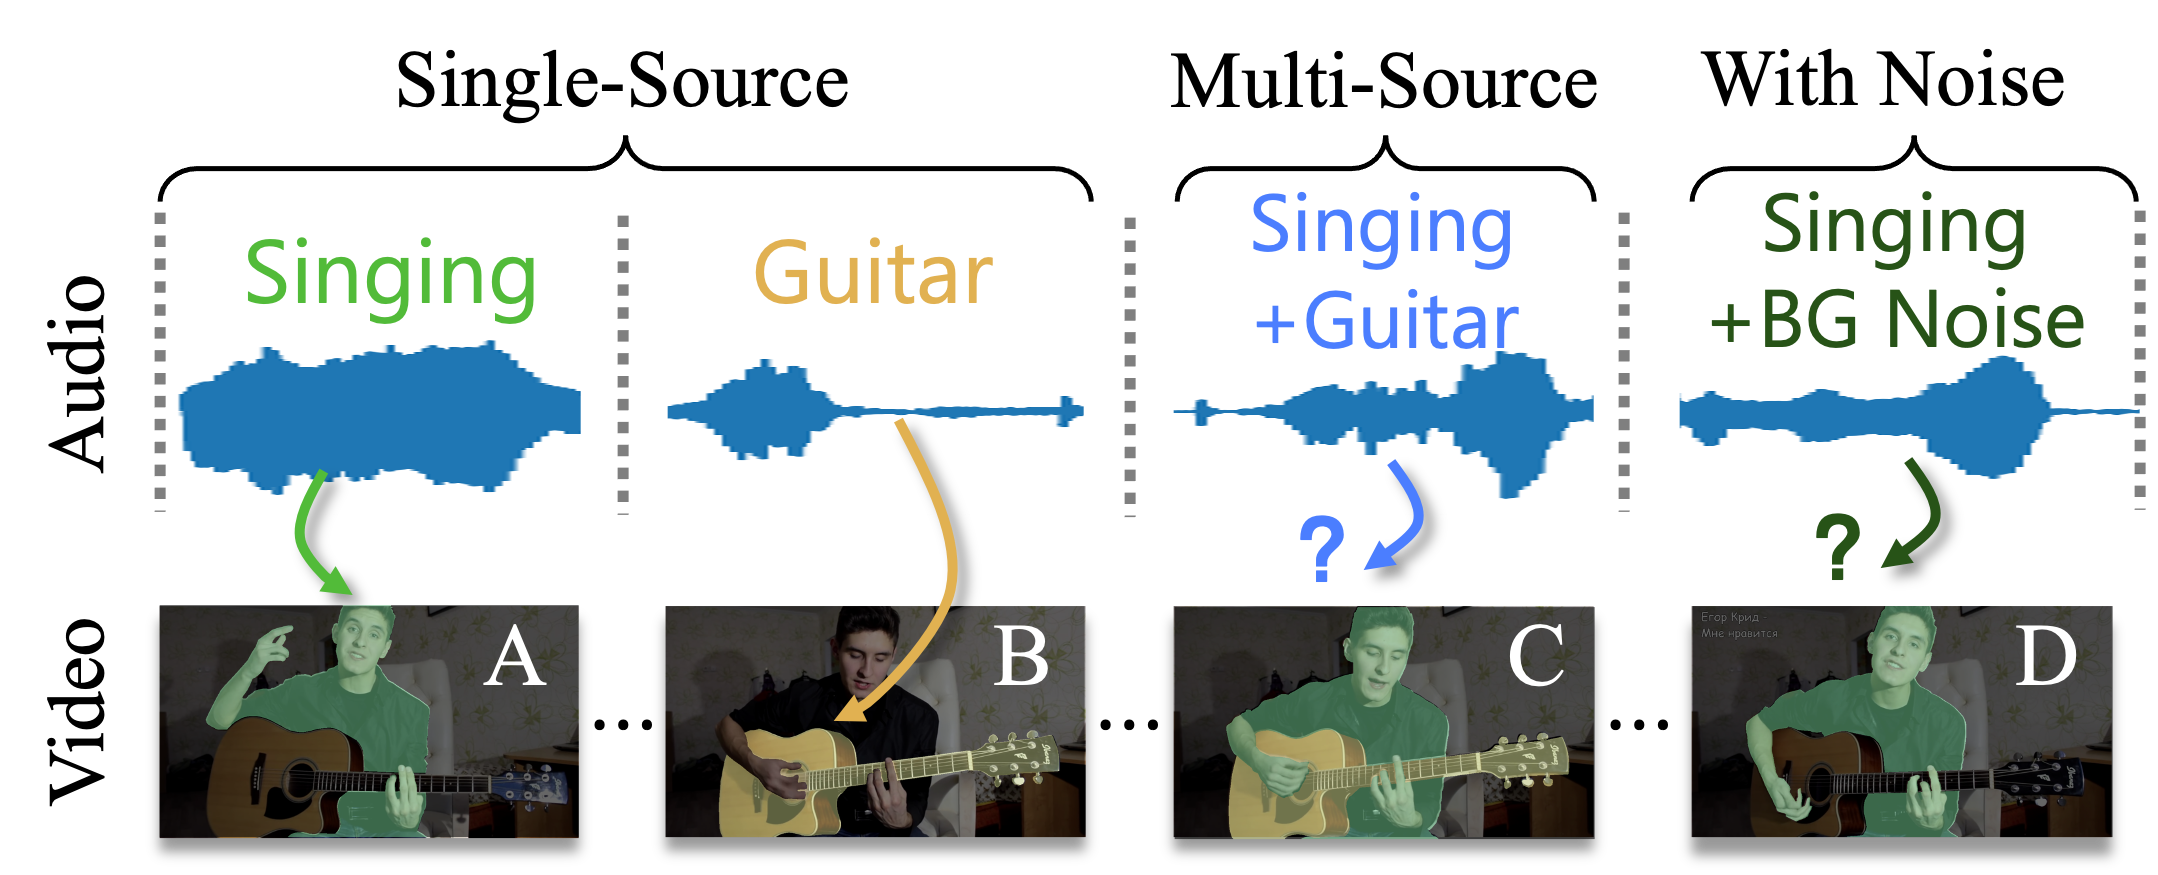 Single-Source
Multi-Source
With Noise
Audio
Singing
Guitar
Singing
+Guitar
Singing
+BG Noise
?
?
Video
A
...
B
...
C
...
D
Егор Крид
Мне нравится